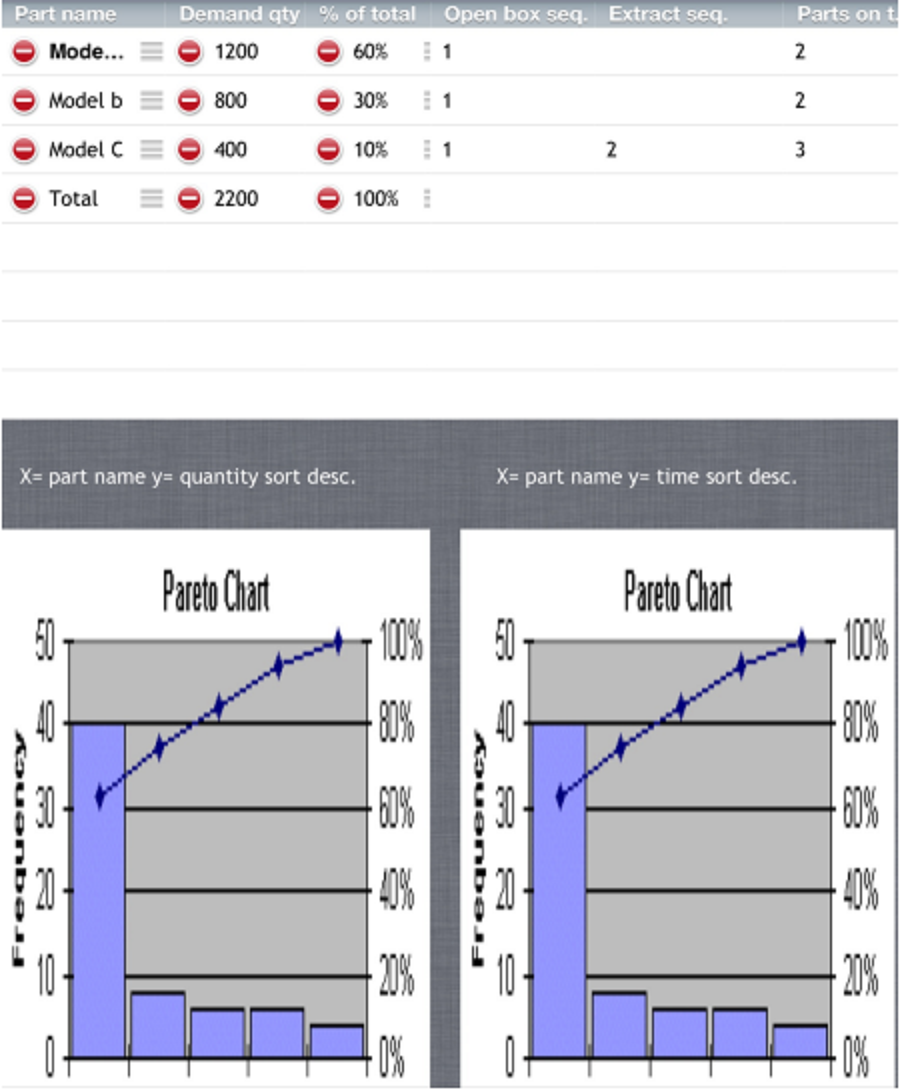 Part name Demand qty % of total Open box seq. Extract seq. Parts on t.
Mode... 1200 60% 1 2
Model b 800 30% 1 2
Model C 400 10% 1 2 3
Total 2200 100%
X= part name y= quantity sort desc.
X= part name y= time sort desc.
Pareto Chart
50 100%
40 80%
30 60%
20 40%
10 20%
0 0%
Frequency
Pareto Chart
50 100%
40 80%
30 60%
20 40%
10 20%
0 0%
Frequency